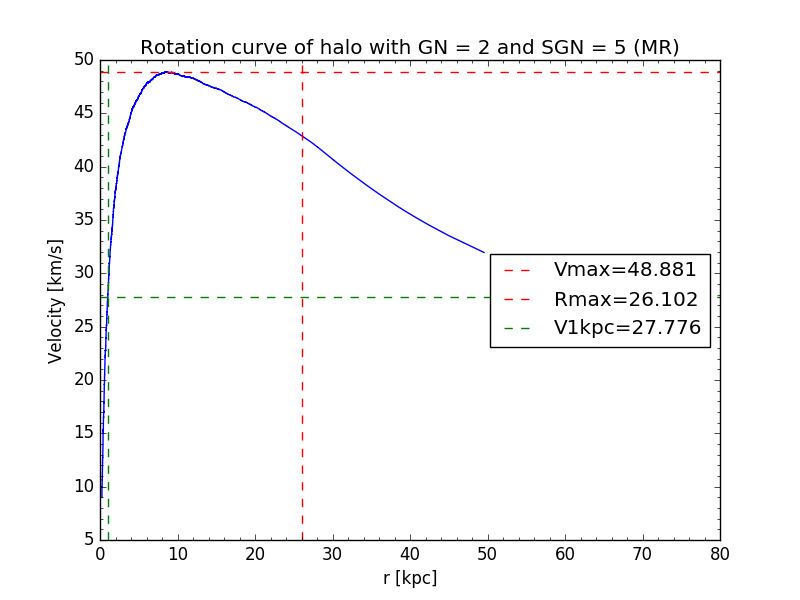 Rotation curve of halo with GN = 2 and SGN = 5 (MR)
50
45
40
35
30
25
20
15
10
5
Velocity [km/s]
Vmax=48.881
Rmax=26.102
V1kpc=27.776
0 10 20 30 40 50 60 70 80
r [kpc]